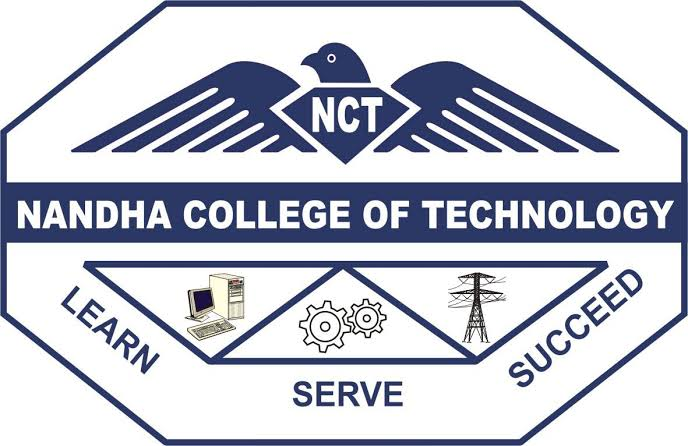 NCT
NANDHA COLLEGE OF TECHNOLOGY
LEARN
SERVE
SUCCEED